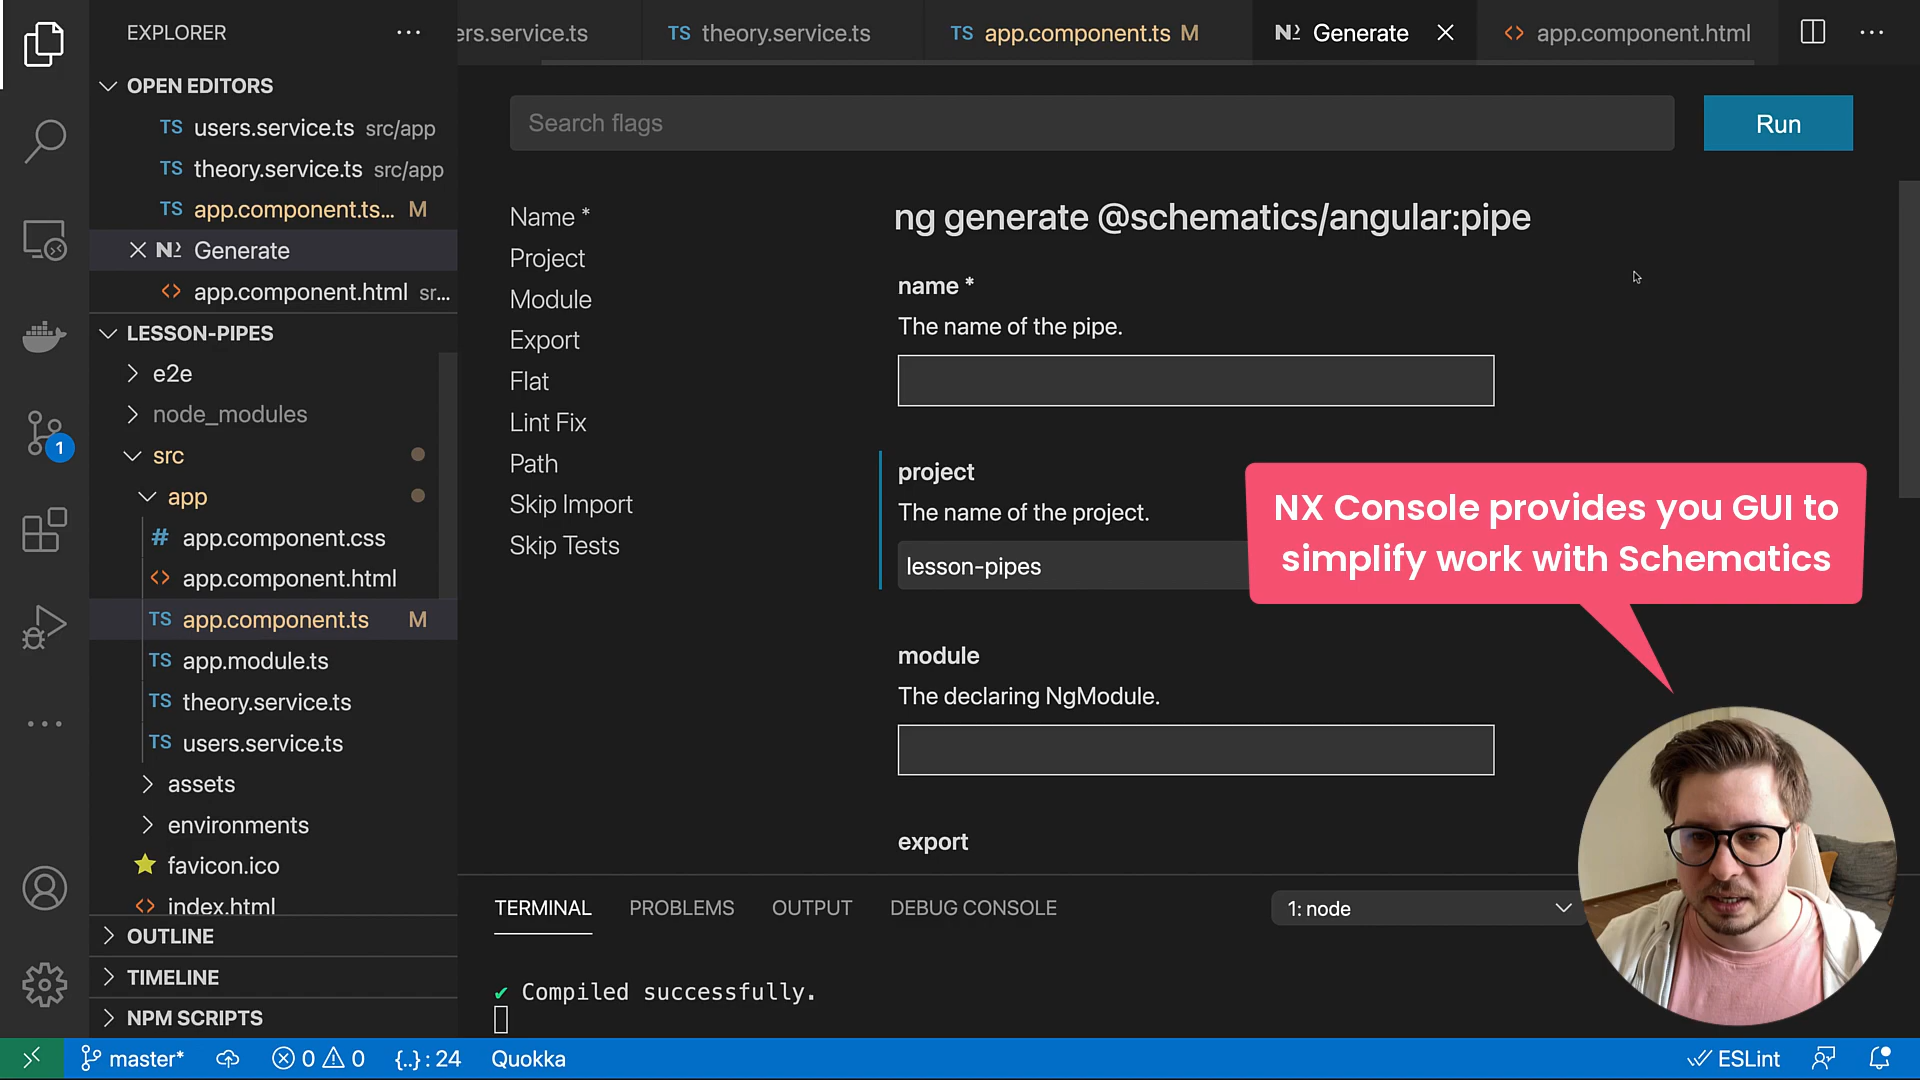 EXPLORER
OPEN EDITORS
TS users.service.ts src/app
TS theory.service.ts src/app
TS app.component.ts... M
Generate
<> app.component.html sr...
LESSON-PIPES
e2e
node_modules
src
app
# app.component.css
<> app.component.html
TS app.component.ts M
TS app.module.ts
TS theory.service.ts
TS users.service.ts
assets
environments
favicon.ico
<> index.html
OUTLINE
TIMELINE
NPM SCRIPTS
1
ers.service.ts
TS theory.service.ts
TS app.component.ts M
Generate
<> app.component.html
Search flags
Run
Name *
Project
Module
Export
Flat
Lint Fix
Path
Skip Import
Skip Tests
ng generate @schematics/angular:pipe
name *
The name of the pipe.
project
The name of the project.
lesson-pipes
module
The declaring NgModule.
export
NX Console provides you GUI to
simplify work with Schematics
TERMINAL PROBLEMS OUTPUT DEBUG CONSOLE
1: node
✔ Compiled successfully.
master* 0 0 {..} : 24 Quokka
ESLint